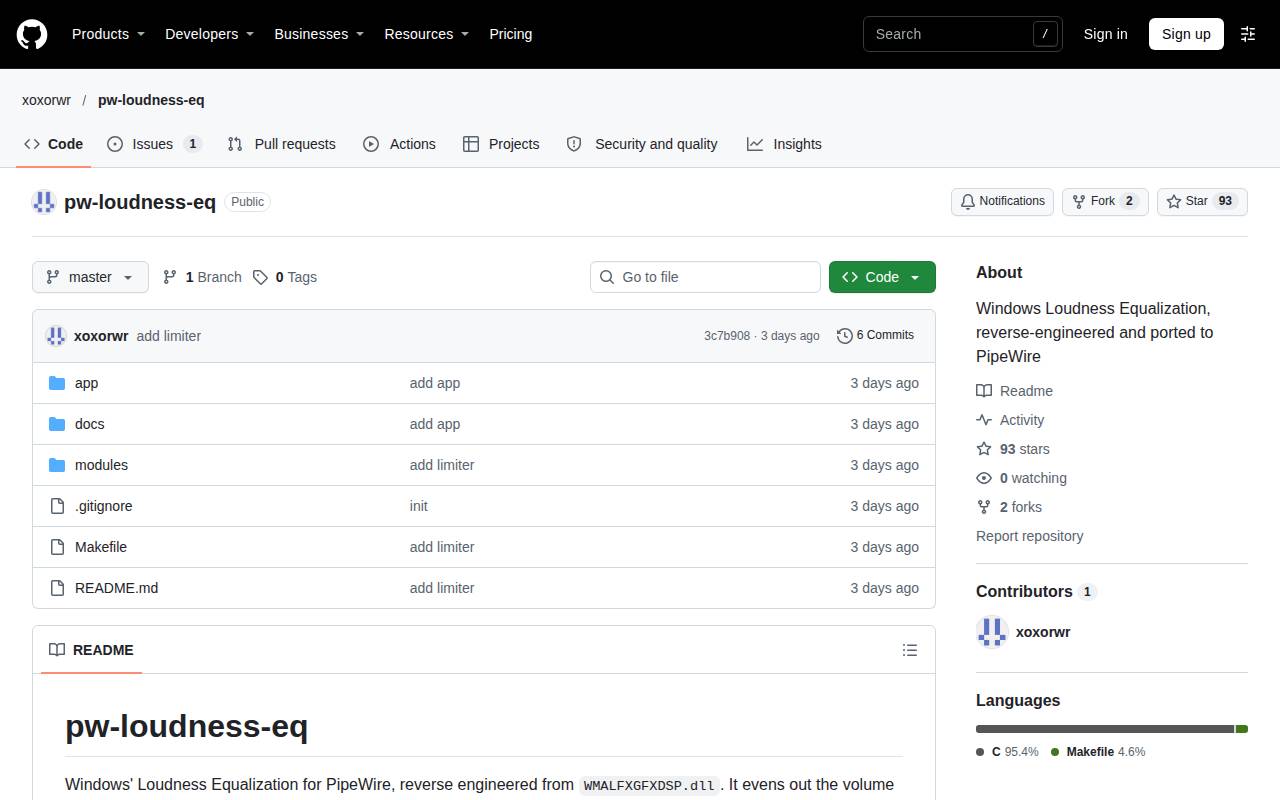 Products Developers Businesses Resources Pricing Search / Sign in Sign up
xoxorwr / pw-loudness-eq
Code Issues 1 Pull requests Actions Projects Security and quality Insights
pw-loudness-eq Public Notifications Fork 2 Star 93
master 1 Branch 0 Tags Go to file Code
xoxorwr add limiter 3c7b908 · 3 days ago 6 Commits
app add app 3 days ago
docs add app 3 days ago
modules add limiter 3 days ago
.gitignore init 3 days ago
Makefile add limiter 3 days ago
README.md add limiter 3 days ago
README
pw-loudness-eq
Windows' Loudness Equalization for PipeWire, reverse engineered from WMALFXGFXDSP.dll. It evens out the volume
About
Windows Loudness Equalization,
reverse-engineered and ported to
PipeWire
Readme
Activity
93 stars
0 watching
2 forks
Report repository
Contributors 1
xoxorwr
Languages
C 95.4% Makefile 4.6%